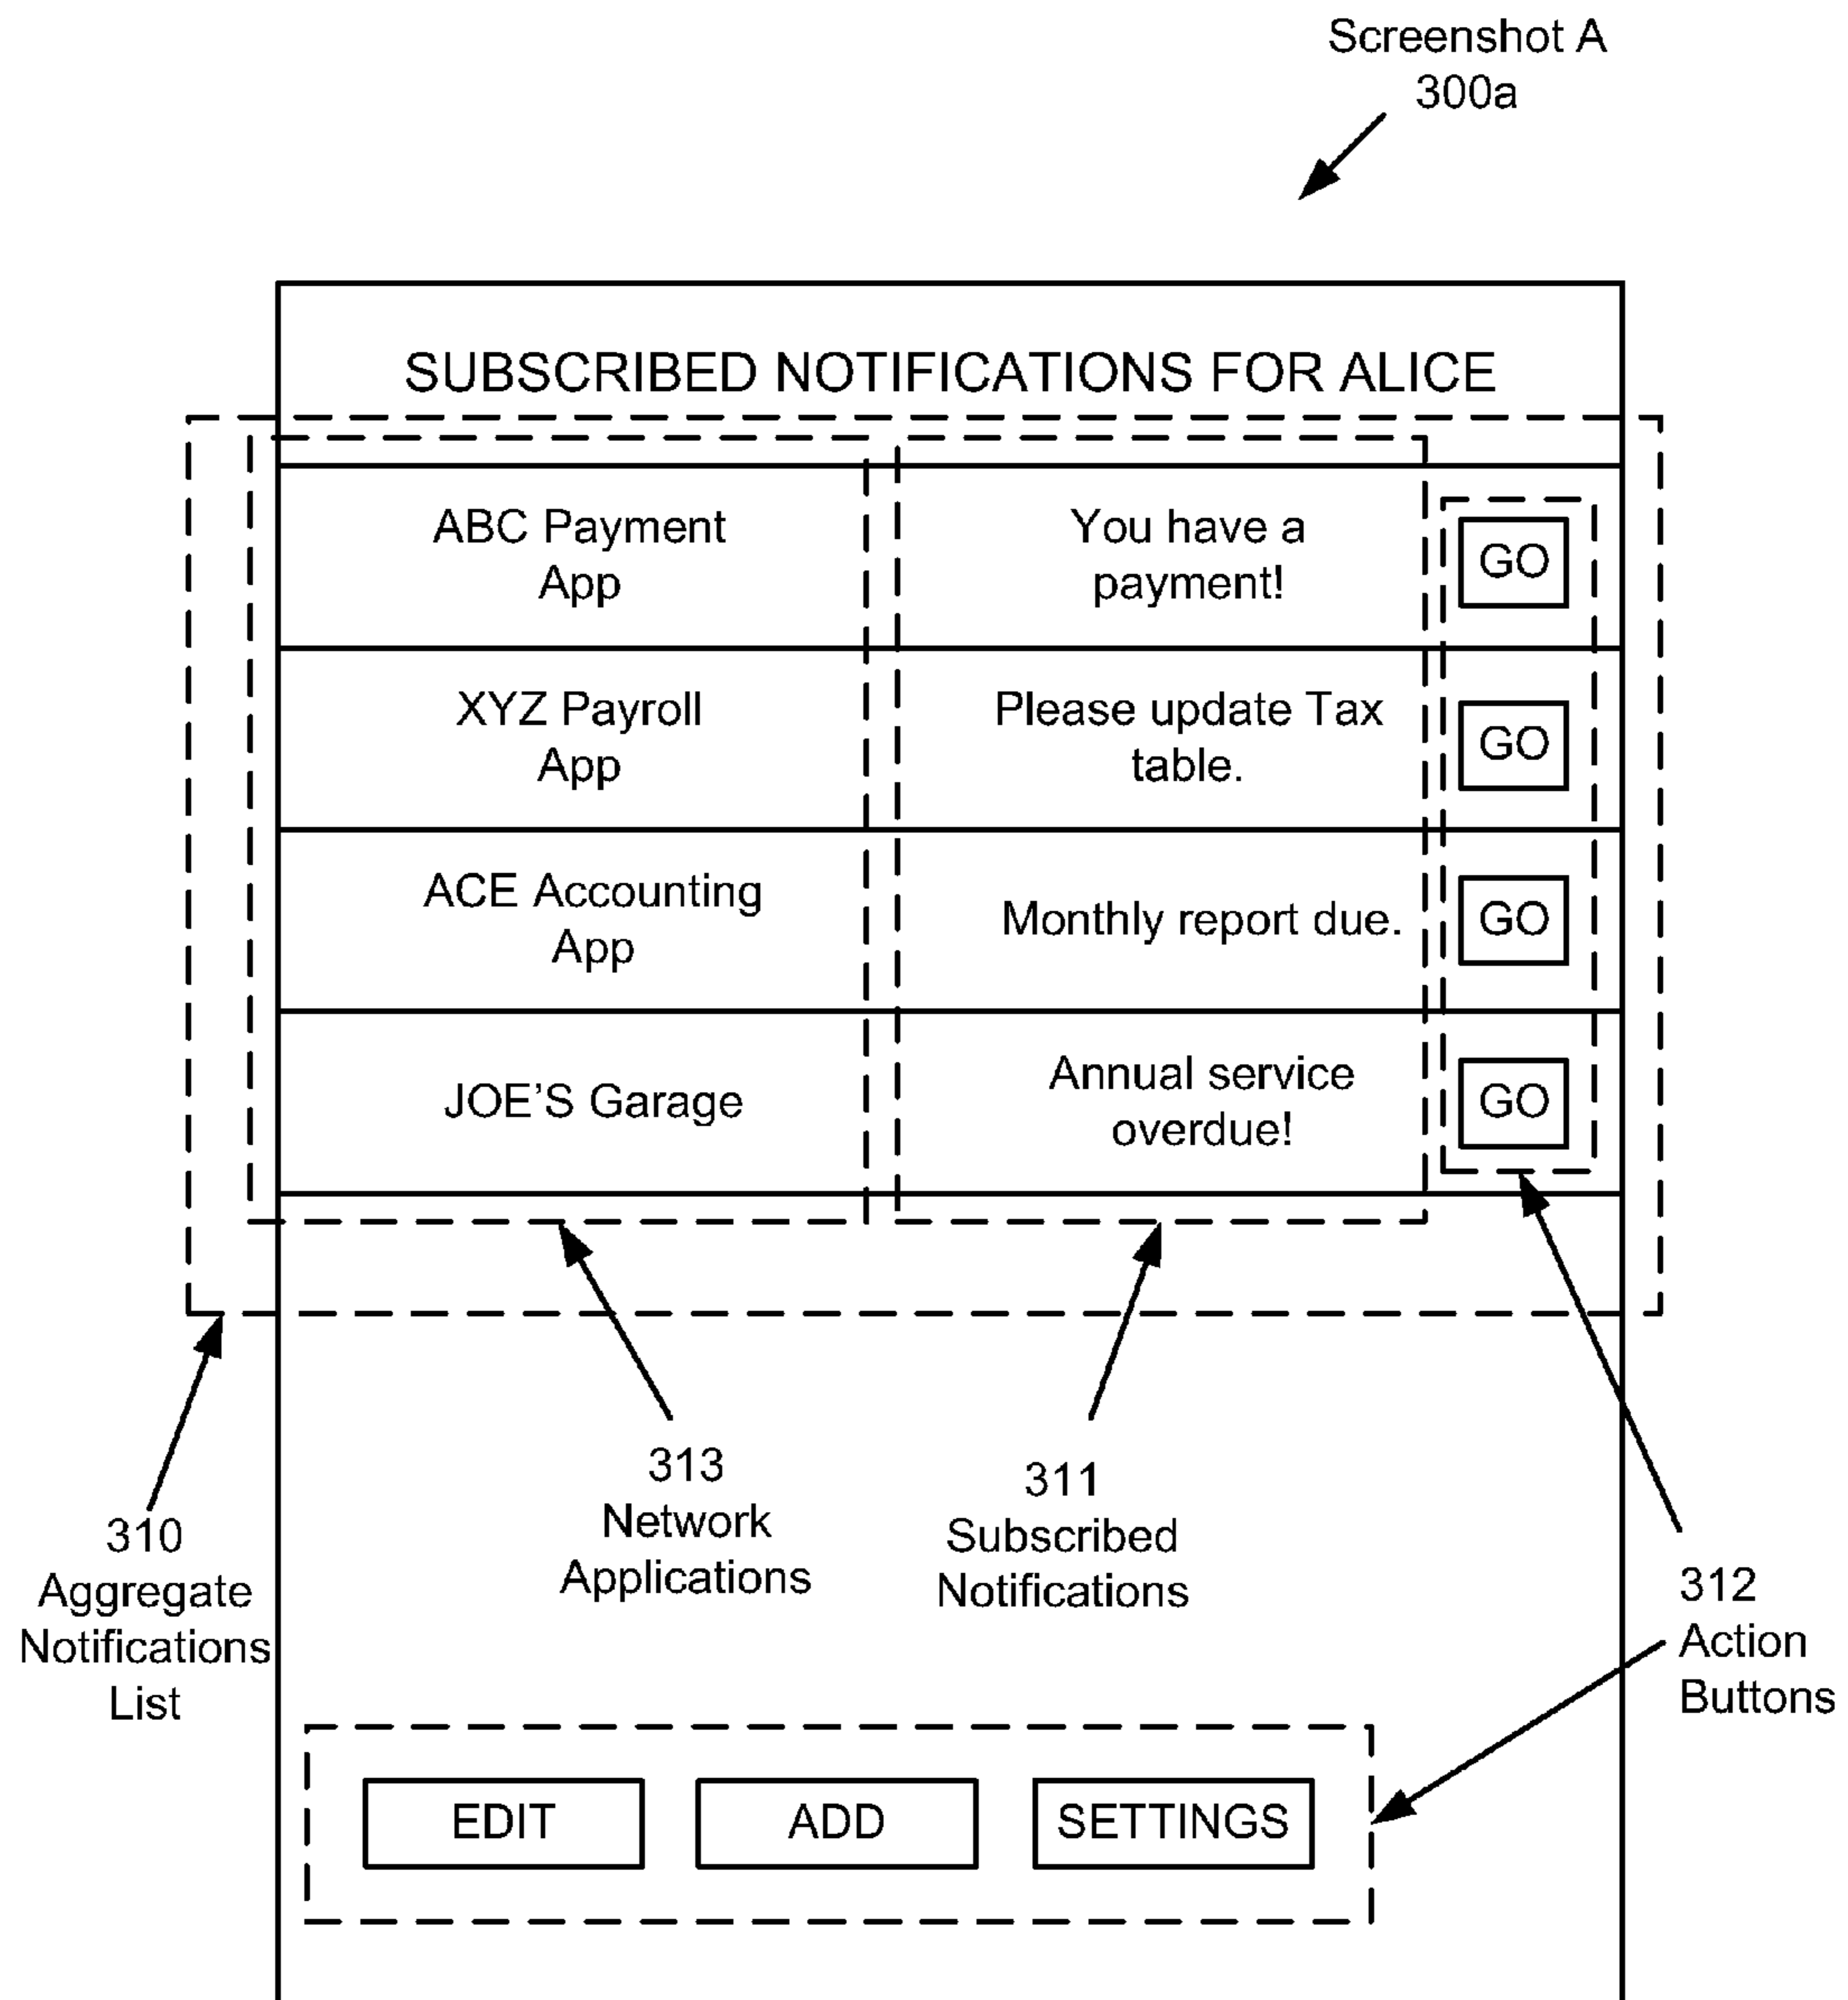 Screenshot A
300a
SUBSCRIBED NOTIFICATIONS FOR ALICE
ABC Payment
App
You have a
payment!
GO
XYZ Payroll
App
Please update Tax
table.
GO
ACE Accounting
App
Monthly report due.
GO
JOE'S Garage
Annual service
overdue!
GO
310
Aggregate
Notifications
List
313
Network
Applications
311
Subscribed
Notifications
312
Action
Buttons
EDIT
ADD
SETTINGS